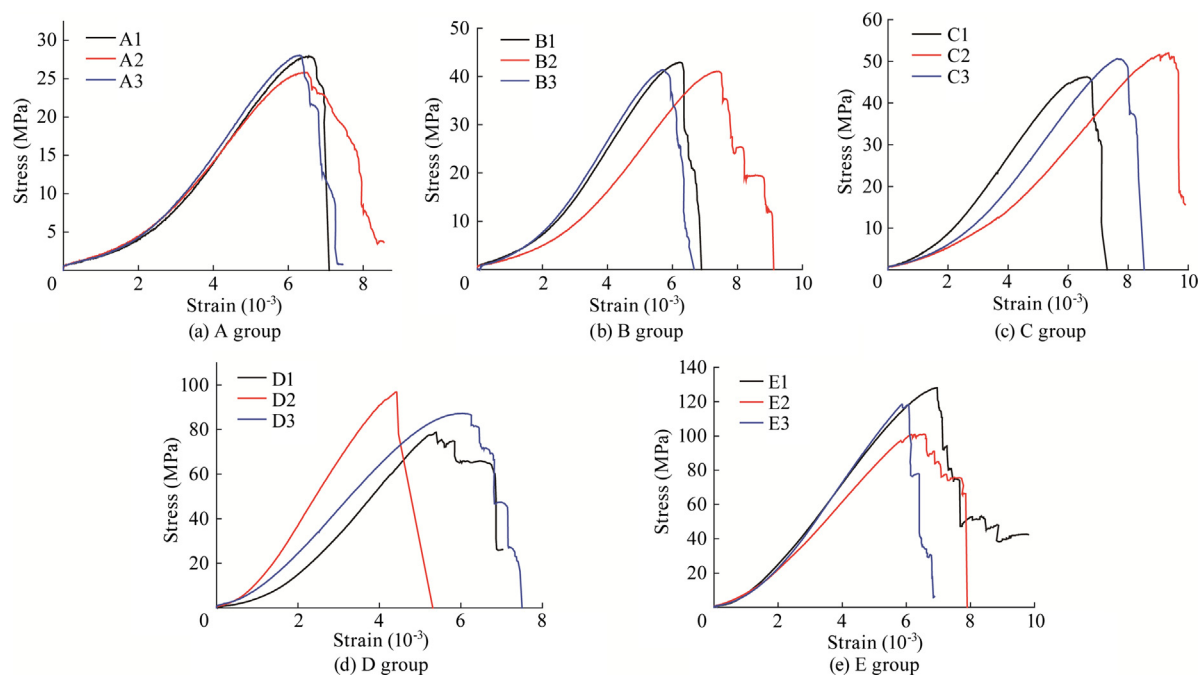 30
25
20
15
10
5
0
2
4
6
8
Stress (MPa)
Strain (10-3)
A1
A2
A3
(a) A group
50
40
30
20
10
0
2
4
6
8
10
Stress (MPa)
Strain (10-3)
B1
B2
B3
(b) B group
60
50
40
30
20
10
0
2
4
6
8
10
Stress (MPa)
Strain (10-3)
C1
C2
C3
(c) C group
100
80
60
40
20
0
2
4
6
8
Stress (MPa)
Strain (10-3)
D1
D2
D3
(d) D group
140
120
100
80
60
40
20
0
2
4
6
8
10
Stress (MPa)
Strain (10-3)
E1
E2
E3
(e) E group